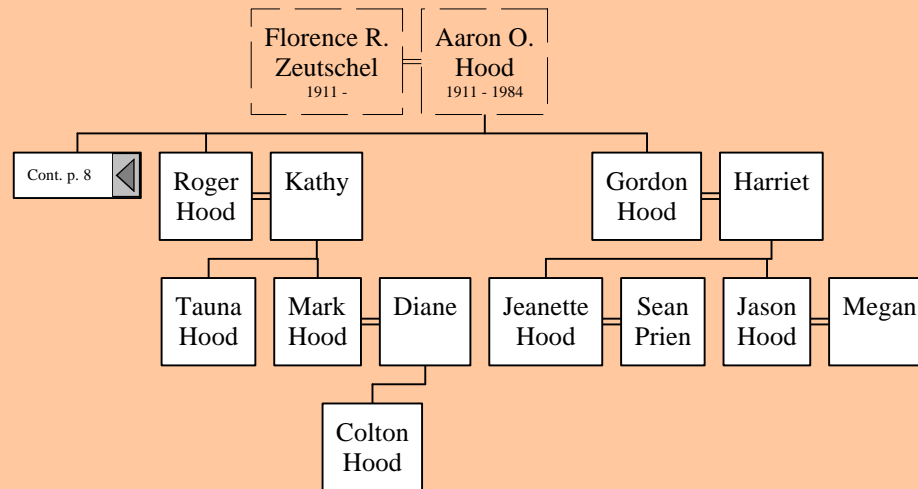 Florence R.
Zeutschel
1911 -
Aaron O.
Hood
1911 - 1984
Cont. p. 8
Roger
Hood
Kathy
Gordon
Hood
Harriet
Tauna
Hood
Mark
Hood
Diane
Jeanette
Hood
Sean
Prien
Jason
Hood
Megan
Colton
Hood